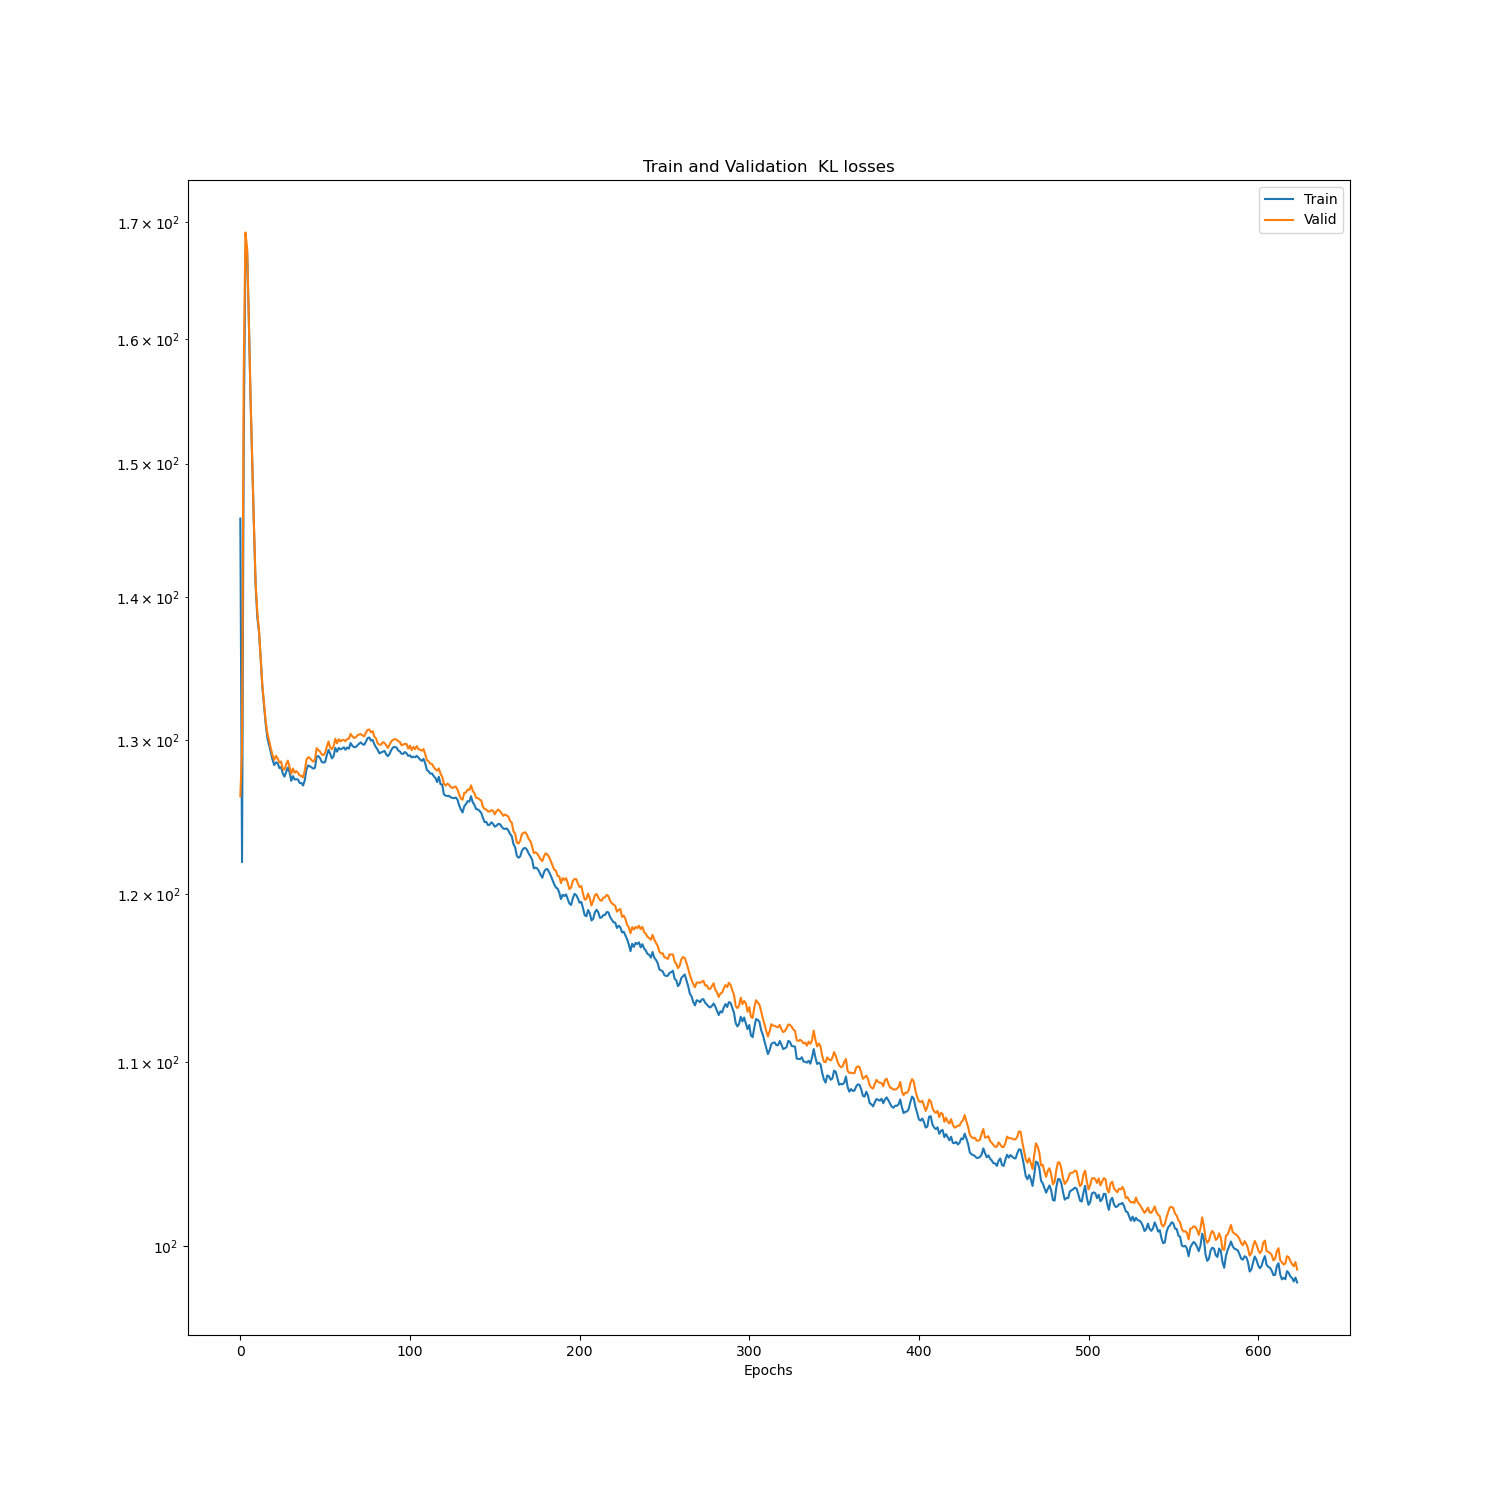 Train and Validation  KL losses
Train
Valid
1.7 × 10²
1.6 × 10²
1.5 × 10²
1.4 × 10²
1.3 × 10²
1.2 × 10²
1.1 × 10²
10²
0 100 200 300 400 500 600
Epochs